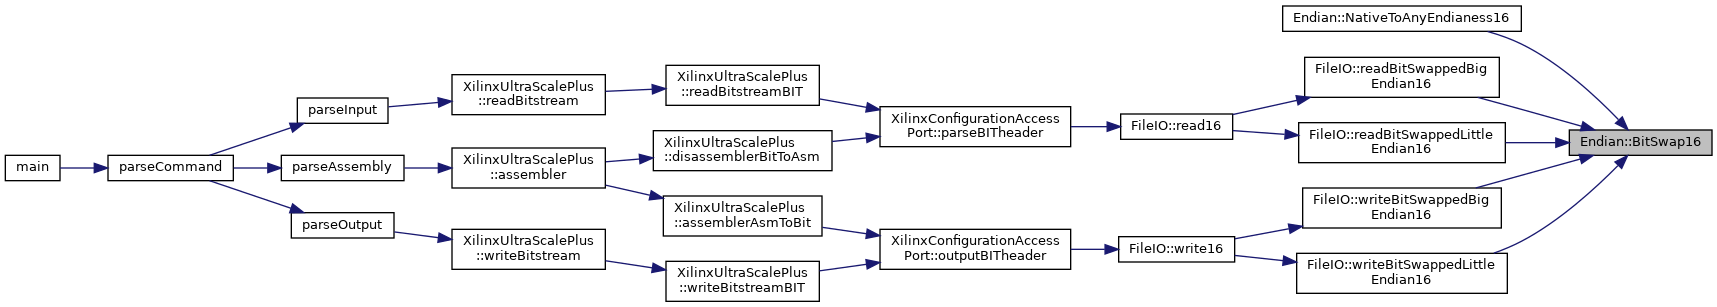 main
parseCommand
parseInput
parseAssembly
parseOutput
XilinxUltraScalePlus
::readBitstream
XilinxUltraScalePlus
::assembler
XilinxUltraScalePlus
::writeBitstream
XilinxUltraScalePlus
::readBitstreamBIT
XilinxUltraScalePlus
::disassemblerBitToAsm
XilinxUltraScalePlus
::assemblerAsmToBit
XilinxUltraScalePlus
::writeBitstreamBIT
XilinxConfigurationAccess
Port::parseBITheader
XilinxConfigurationAccess
Port::outputBITheader
FileIO::read16
FileIO::write16
Endian::NativeToAnyEndianess16
FileIO::readBitSwappedBig
Endian16
FileIO::readBitSwappedLittle
Endian16
FileIO::writeBitSwappedBig
Endian16
FileIO::writeBitSwappedLittle
Endian16
Endian::BitSwap16